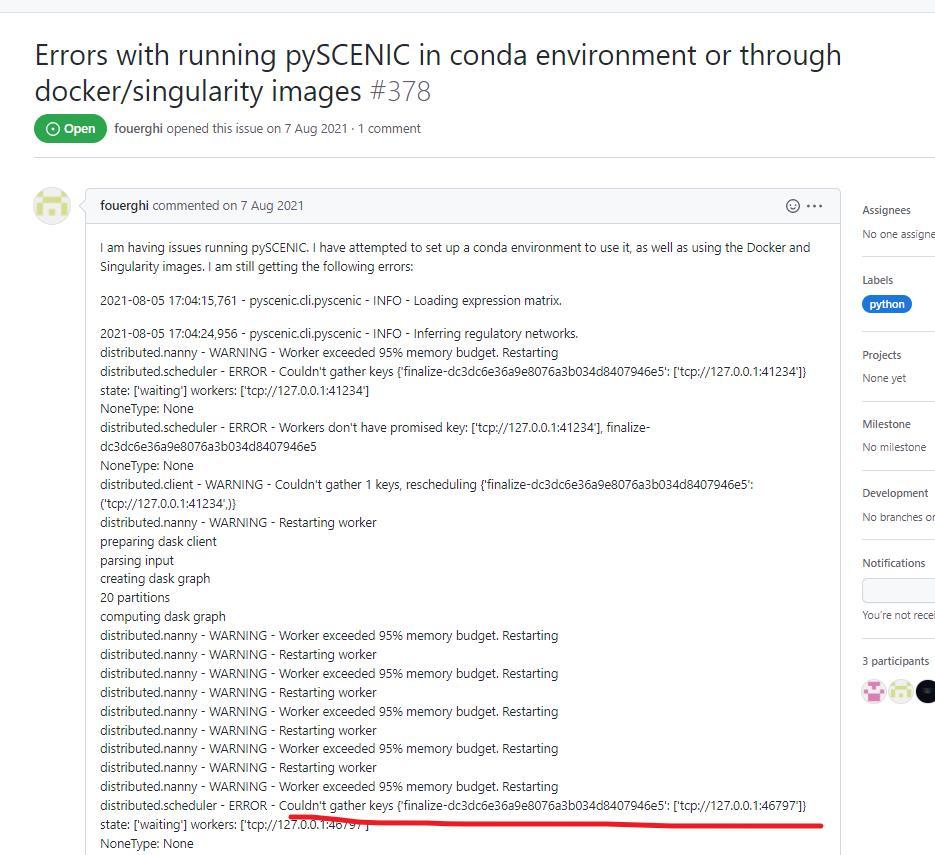 Errors with running pySCENIC in conda environment or through
docker/singularity images #378
Open fouerghi opened this issue on 7 Aug 2021 · 1 comment
fouerghi commented on 7 Aug 2021
I am having issues running pySCENIC. I have attempted to set up a conda environment to use it, as well as using the Docker and
Singularity images. I am still getting the following errors:
2021-08-05 17:04:15,761 - pyscenic.cli.pyscenic - INFO - Loading expression matrix.
2021-08-05 17:04:24,956 - pyscenic.cli.pyscenic - INFO - Inferring regulatory networks.
distributed.nanny - WARNING - Worker exceeded 95% memory budget. Restarting
distributed.scheduler - ERROR - Couldn't gather keys {'finalize-dc3dc6e36a9e8076a3b034d8407946e5': ['tcp://127.0.0.1:41234']}
state: ['waiting'] workers: ['tcp://127.0.0.1:41234']
NoneType: None
distributed.scheduler - ERROR - Workers don't have promised key: ['tcp://127.0.0.1:41234'], finalize-
dc3dc6e36a9e8076a3b034d8407946e5
NoneType: None
distributed.client - WARNING - Couldn't gather 1 keys, rescheduling {'finalize-dc3dc6e36a9e8076a3b034d8407946e5':
('tcp://127.0.0.1:41234',)}
distributed.nanny - WARNING - Restarting worker
preparing dask client
parsing input
creating dask graph
20 partitions
computing dask graph
distributed.nanny - WARNING - Worker exceeded 95% memory budget. Restarting
distributed.nanny - WARNING - Restarting worker
distributed.nanny - WARNING - Worker exceeded 95% memory budget. Restarting
distributed.nanny - WARNING - Restarting worker
distributed.nanny - WARNING - Worker exceeded 95% memory budget. Restarting
distributed.nanny - WARNING - Restarting worker
distributed.nanny - WARNING - Worker exceeded 95% memory budget. Restarting
distributed.nanny - WARNING - Restarting worker
distributed.nanny - WARNING - Worker exceeded 95% memory budget. Restarting
distributed.scheduler - ERROR - Couldn't gather keys {'finalize-dc3dc6e36a9e8076a3b034d8407946e5': ['tcp://127.0.0.1:46797']}
state: ['waiting'] workers: ['tcp://127.0.0.1:46797']
NoneType: None
Assignees
No one assigne
Labels
python
Projects
None yet
Milestone
No milestone
Development
No branches or
Notifications
You're not rece
3 participants